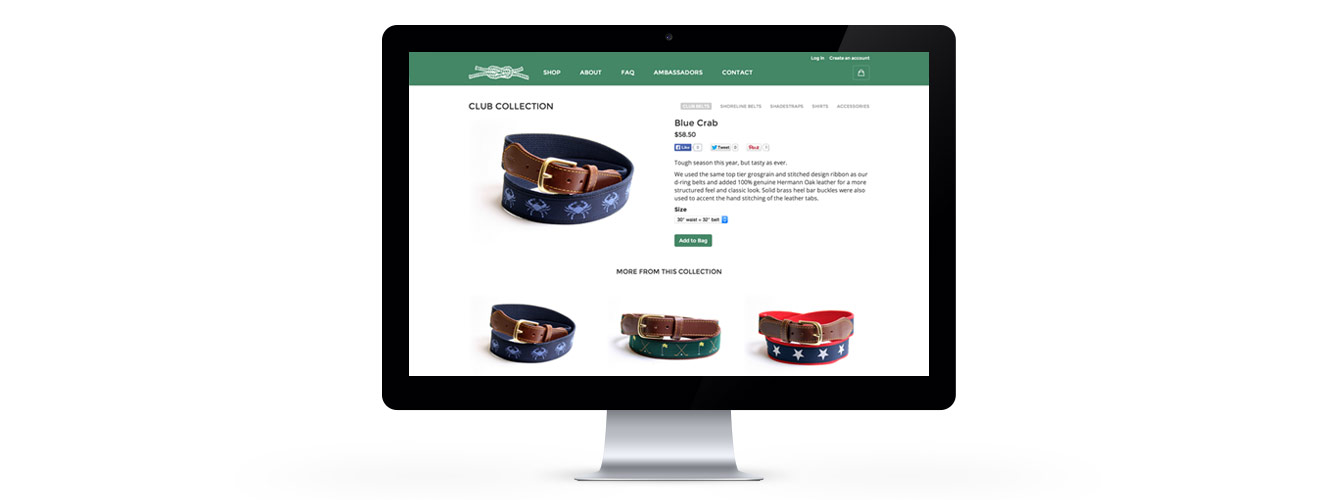 Log In Create an account
SHOP ABOUT FAQ AMBASSADORS CONTACT
CLUB COLLECTION
CLUB BELTS SHORELINE BELTS SHADESTRAPS SHIRTS ACCESSORIES
Blue Crab
$58.50
Like 0 Tweet 0 Pin it
Tough season this year, but tasty as ever.
We used the same top tier grosgrain and stitched design ribbon as our
d-ring belts and added 100% genuine Hermann Oak leather for a more
structured feel and classic look. Solid brass heel bar buckles were also
used to accent the hand stitching of the leather tabs.
Size
30" waist = 32" belt
Add to Bag
MORE FROM THIS COLLECTION